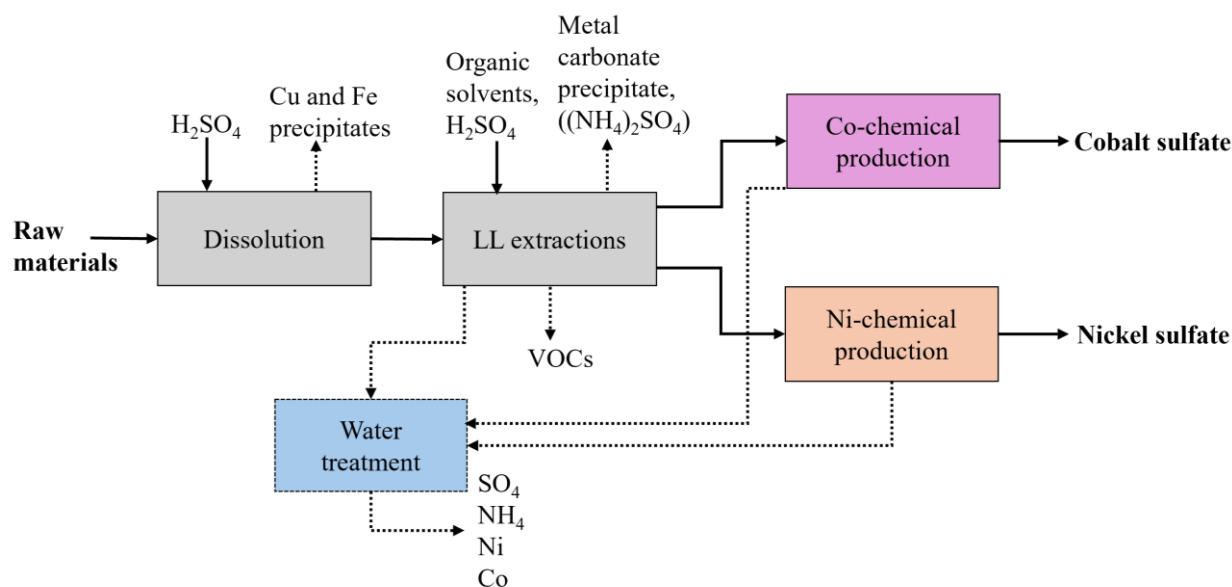 Metal
carbonate
precipitate,
((NH₄)₂SO₄)
Organic
solvents,
H₂SO₄
Cu and Fe
precipitates
H₂SO₄
Co-chemical
production
Cobalt sulfate
Raw
materials
Dissolution
LL extractions
Ni-chemical
production
Nickel sulfate
VOCs
Water
treatment
SO₄
NH₄
Ni
Co